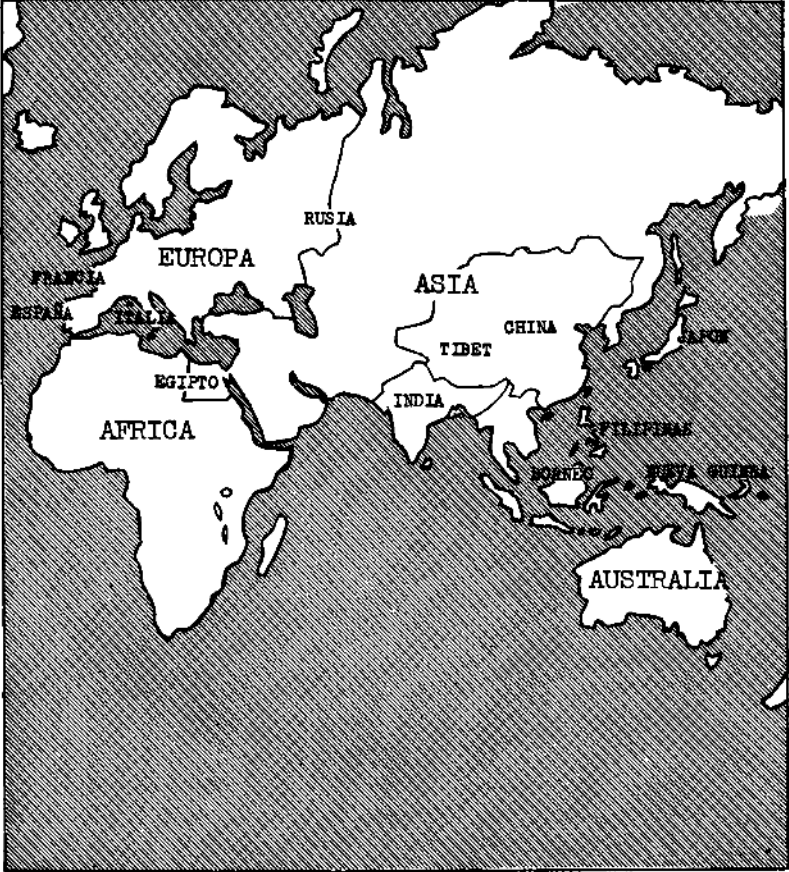 RUSIA
EUROPA
FRANCIA
ASIA
ESPAÑA
ITALIA
CHINA
JAPON
TIBET
EGIPTO
INDIA
AFRICA
FILIPINAS
BORNEO
NUEVA GUINEA
AUSTRALIA